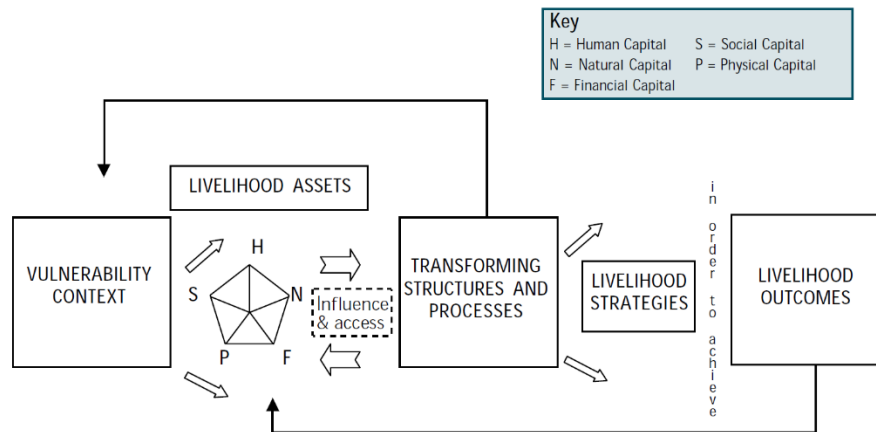 Key
H = Human Capital S = Social Capital
N = Natural Capital P = Physical Capital
F = Financial Capital
LIVELIHOOD ASSETS
VULNERABILITY
CONTEXT
H
S
N
P
F
Influence
& access
TRANSFORMING
STRUCTURES AND
PROCESSES
LIVELIHOOD
STRATEGIES
in order to achieve
LIVELIHOOD
OUTCOMES